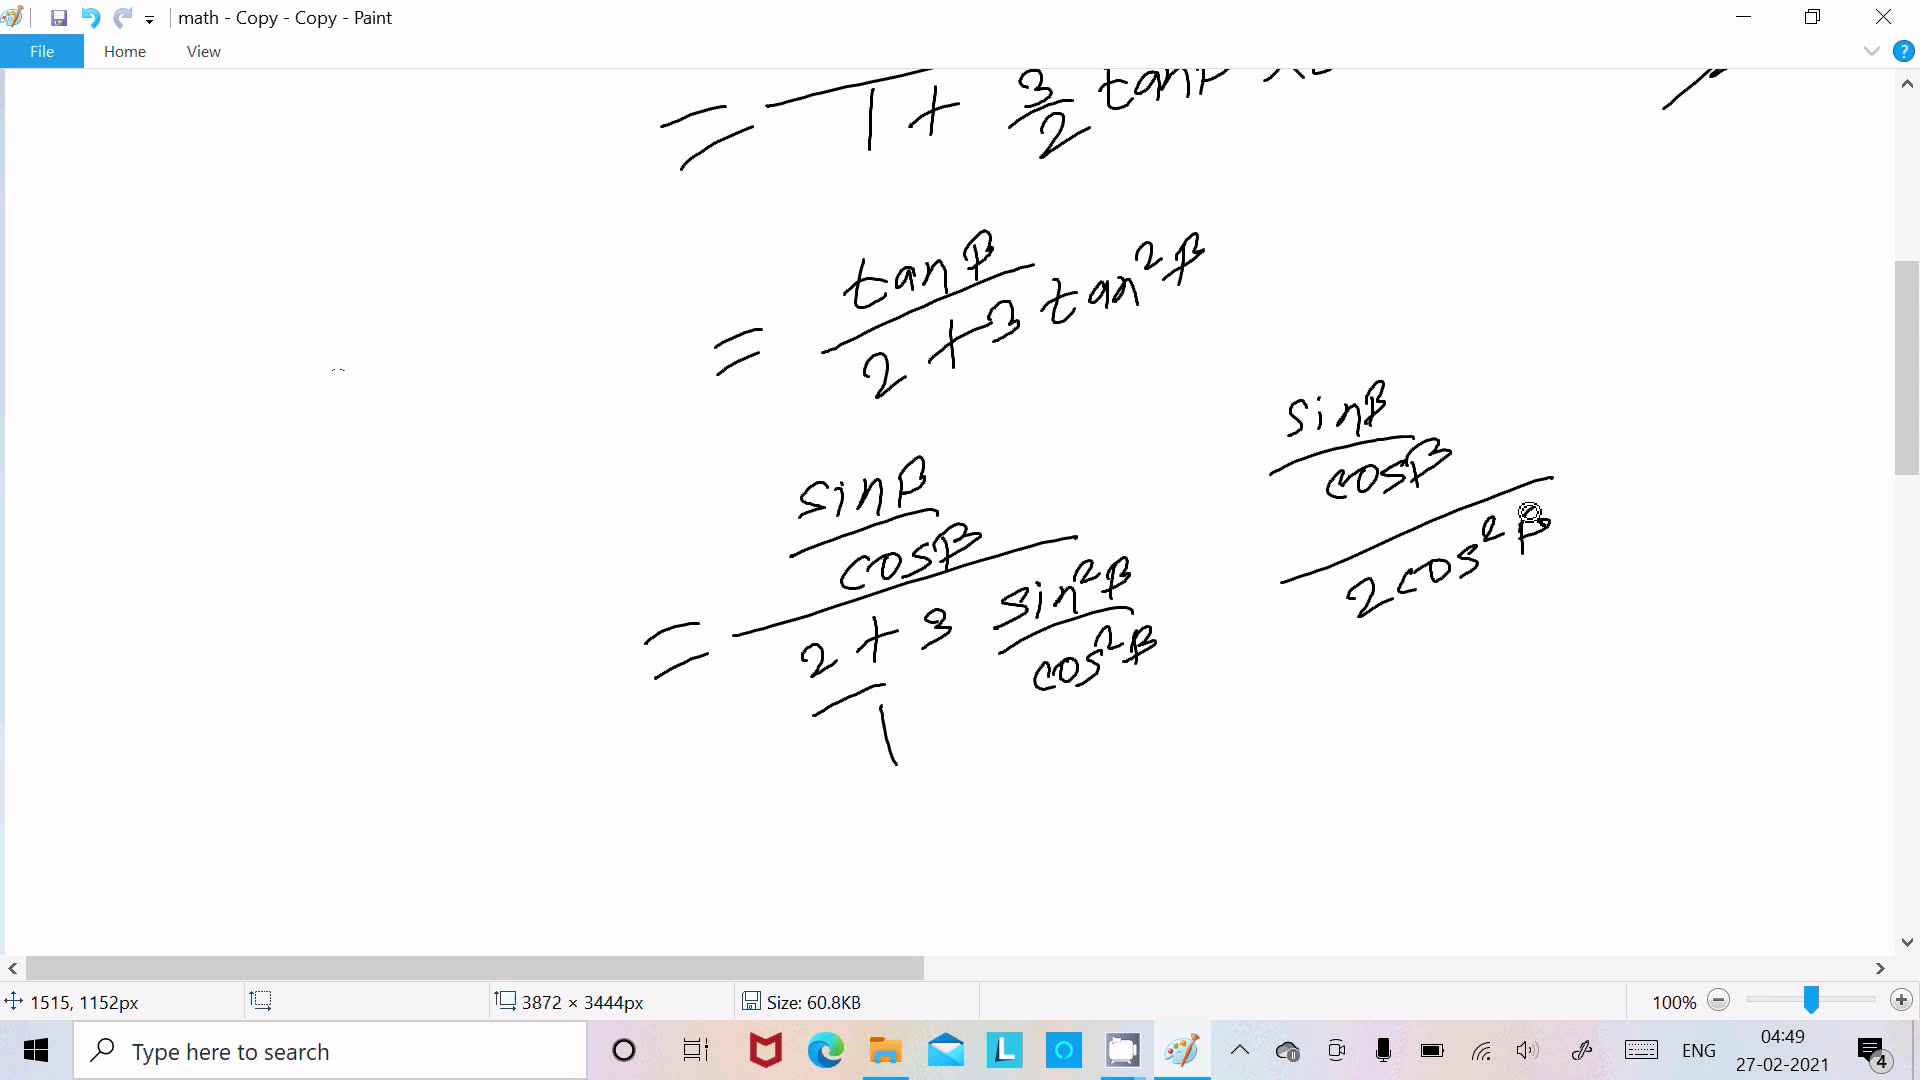 math - Copy - Copy - Paint
File Home View
= 1 + 3/2 tanβ
= tanβ / 2 + 3 tan²β
= sinβ/cosβ / 2/1 + 3 sin²β/cos²β
sinβ/cosβ / 2cos²β
1515, 1152px
3872 × 3444px
Size: 60.8KB
100%
Type here to search
L
ENG
04:49
27-02-2021
4